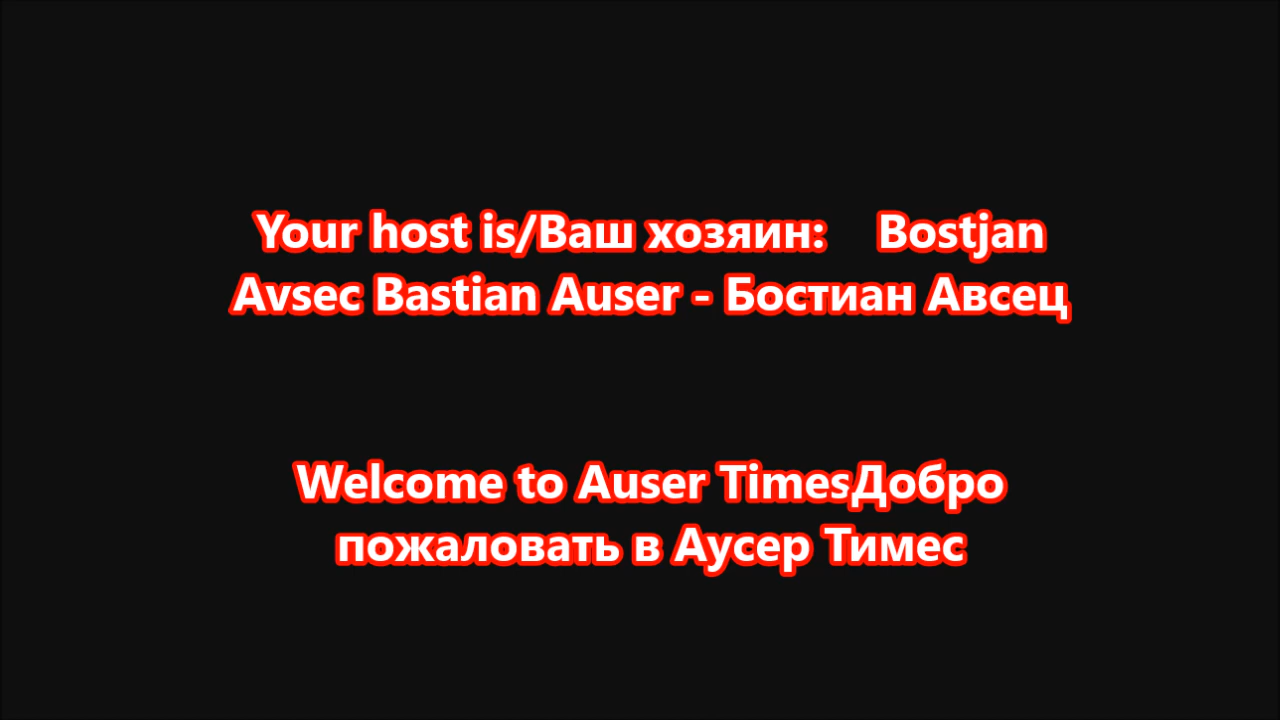 Your host is/Ваш хозяин: Bostjan
Avsec Bastian Auser - Бостиан Авсец
Welcome to Auser TimesДобро
пожаловать в Аусер Тимес